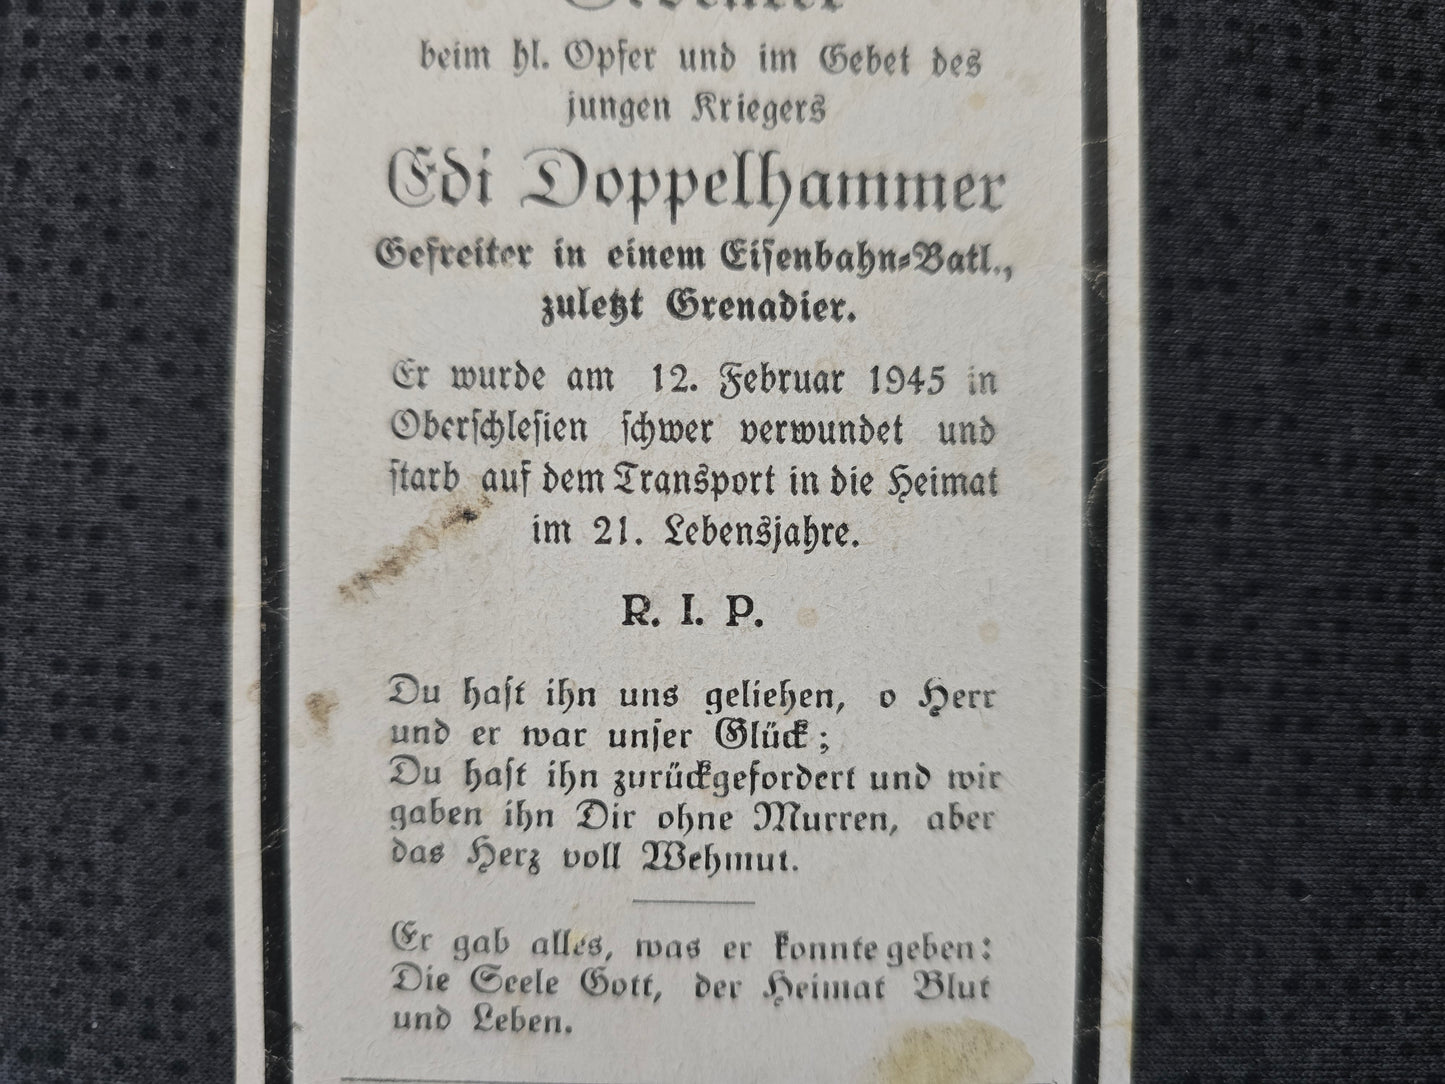 beim hl. Opfer und im Gebet des
jungen Kriegers
Edi Doppelhammer
Gefreiter in einem Eisenbahn-Batl.,
zuletzt Grenadier.
Er wurde am 12. Februar 1945 in
Oberschlesien schwer verwundet und
starb auf dem Transport in die Heimat
im 21. Lebensjahre.
R. I. P.
Du hast ihn uns geliehen, o Herr
und er war unser Glück;
Du hast ihn zurückgefordert und wir
gaben ihn Dir ohne Murren, aber
das Herz voll Wehmut.
Er gab alles, was er konnte geben:
Die Seele Gott, der Heimat Blut
und Leben.